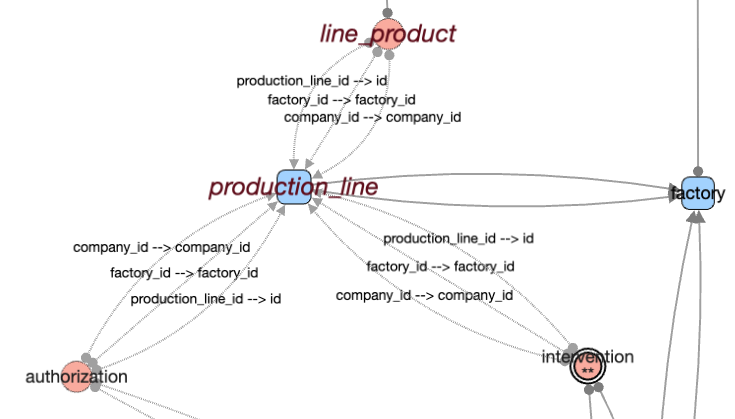 line_product
production_line_id --> id
factory_id --> factory_id
company_id --> company_id
production_line
factory
company_id --> company_id
factory_id --> factory_id
production_line_id --> id
production_line_id --> id
factory_id --> factory_id
company_id --> company_id
authorization
intervention
**